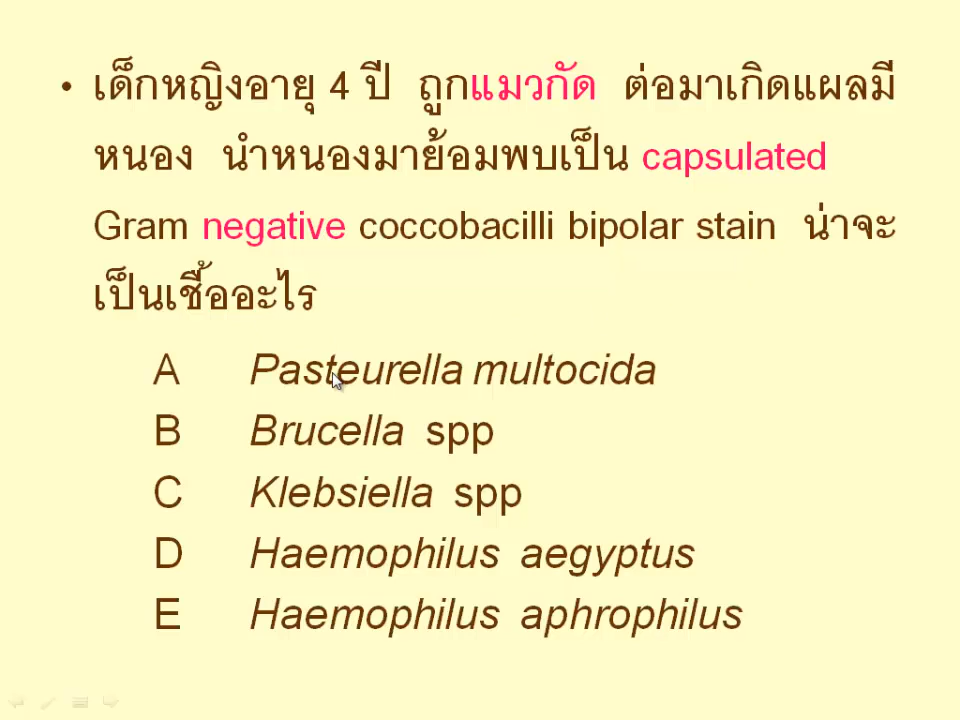 • เด็กหญิงอายุ 4 ปี ถูกแมวกัด ต่อมาเกิดแผลมี
หนอง นำหนองมาย้อมพบเป็น capsulated
Gram negative coccobacilli bipolar stain น่าจะ
เป็นเชื้ออะไร
A Pasteurella multocida
B Brucella spp
C Klebsiella spp
D Haemophilus aegyptus
E Haemophilus aphrophilus